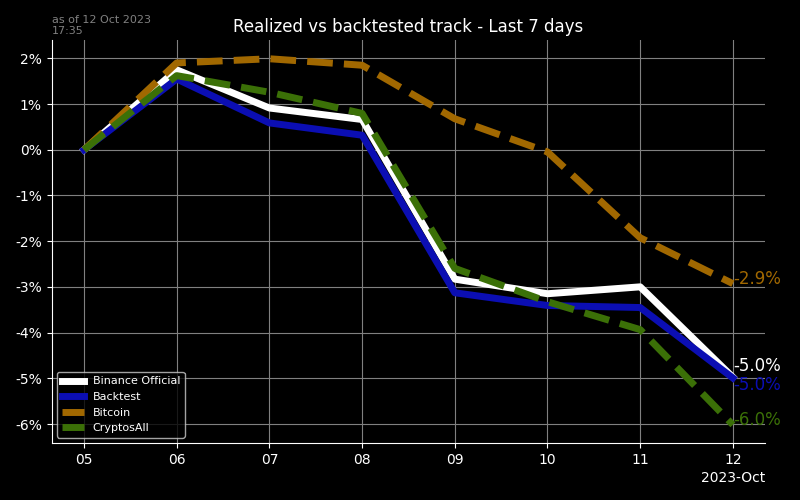 as of 12 Oct 2023
17:35
Realized vs backtested track - Last 7 days
2%
1%
0%
-1%
-2%
-3%
-4%
-5%
-6%
-2.9%
-5.0%
-5.0%
-6.0%
Binance Official
Backtest
Bitcoin
CryptosAll
05 06 07 08 09 10 11 12
2023-Oct